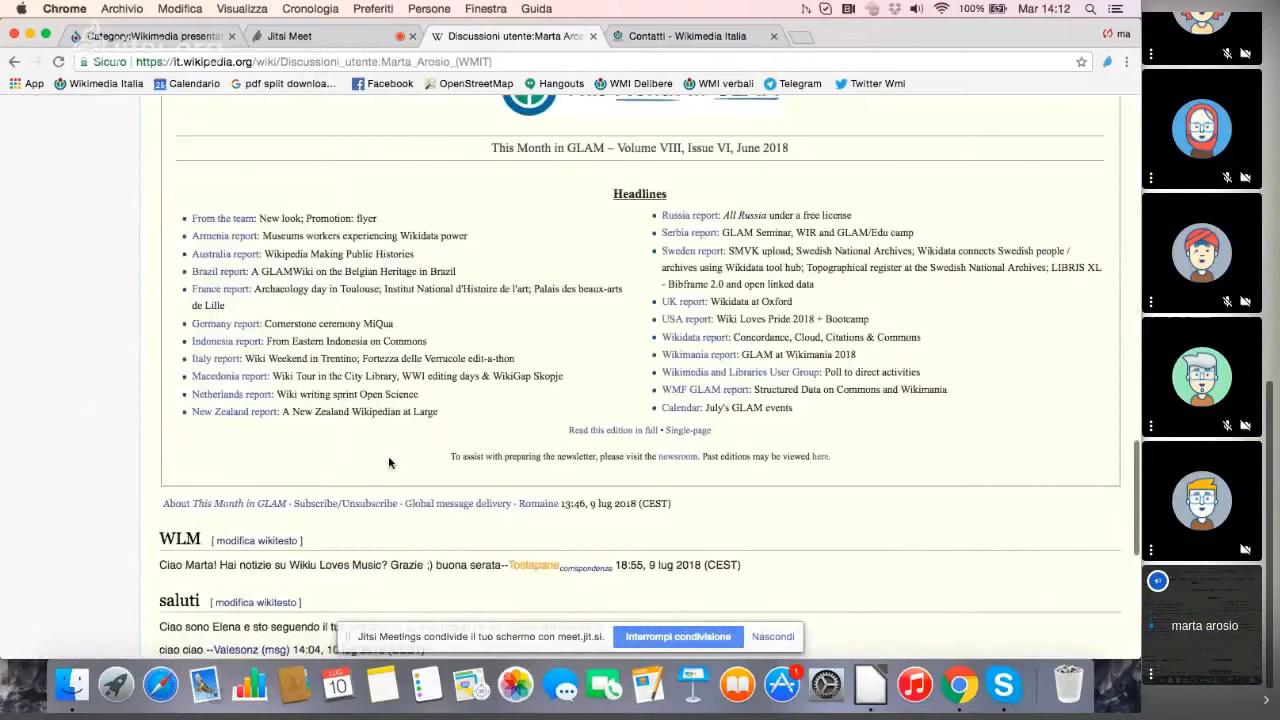 Chrome Archivio Modifica Visualizza Cronologia Preferiti Persone Finestra Guida 100% Mar 14:12
Category:Wikimedia presenta Jitsi Meet Discussioni utente:Marta Aros Contatti - Wikimedia Italia ma
Sicuro https://it.wikipedia.org/wiki/Discussioni_utente:Marta_Arosio_(WMIT)
App Wikimedia Italia Calendario pdf split downloa... Facebook OpenStreetMap Hangouts WMI Delibere WMI verbali Telegram Twitter Wmi
This Month in GLAM – Volume VIII, Issue VI, June 2018
Headlines
From the team: New look; Promotion: flyer
Armenia report: Museums workers experiencing Wikidata power
Australia report: Wikipedia Making Public Histories
Brazil report: A GLAMWiki on the Belgian Heritage in Brazil
France report: Archaeology day in Toulouse; Institut National d'Histoire de l'art; Palais des beaux-arts
de Lille
Germany report: Cornerstone ceremony MiQua
Indonesia report: From Eastern Indonesia on Commons
Italy report: Wiki Weekend in Trentino; Fortezza delle Verrucole edit-a-thon
Macedonia report: Wiki Tour in the City Library, WWI editing days & WikiGap Skopje
Netherlands report: Wiki writing sprint Open Science
New Zealand report: A New Zealand Wikipedian at Large
Russia report: All Russia under a free license
Serbia report: GLAM Seminar, WIR and GLAM/Edu camp
Sweden report: SMVK upload; Swedish National Archives; Wikidata connects Swedish people /
archives using Wikidata tool hub; Topographical register at the Swedish National Archives; LIBRIS XL
- Bibframe 2.0 and open linked data
UK report: Wikidata at Oxford
USA report: Wiki Loves Pride 2018 + Bootcamp
Wikidata report: Concordance, Cloud, Citations & Commons
Wikimania report: GLAM at Wikimania 2018
Wikimedia and Libraries User Group: Poll to direct activities
WMF GLAM report: Structured Data on Commons and Wikimania
Calendar: July's GLAM events
Read this edition in full • Single-page
To assist with preparing the newsletter, please visit the newsroom. Past editions may be viewed here.
About This Month in GLAM · Subscribe/Unsubscribe · Global message delivery · Romaine 13:46, 9 lug 2018 (CEST)
WLM [ modifica wikitesto ]
Ciao Marta! Hai notizie su Wikiu Loves Music? Grazie ;) buona serata--Tostapane corrispondenze 18:55, 9 lug 2018 (CEST)
saluti [ modifica wikitesto ]
Ciao sono Elena e sto seguendo il tu
ciao ciao --Valesonz (msg) 14:04, 10
Jitsi Meetings condivide il tuo schermo con meet.jit.si. Interrompi condivisione Nascondi
marta arosio
LUG
10
1